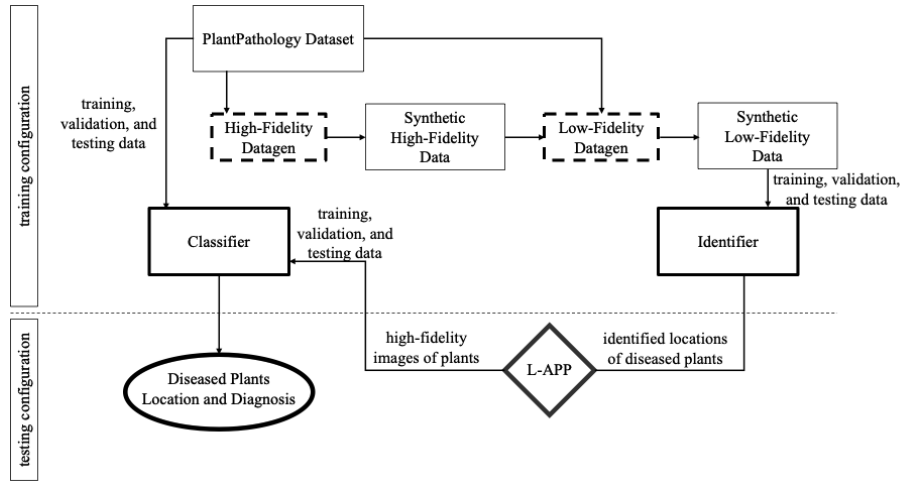 training configuration
PlantPathology Dataset
training,
validation, and
testing data
High-Fidelity
Datagen
Synthetic
High-Fidelity
Data
Low-Fidelity
Datagen
Synthetic
Low-Fidelity
Data
training, validation,
and testing data
Classifier
training,
validation, and
testing data
Identifier
testing configuration
high-fidelity
images of plants
L-APP
identified locations
of diseased plants
Diseased Plants
Location and Diagnosis